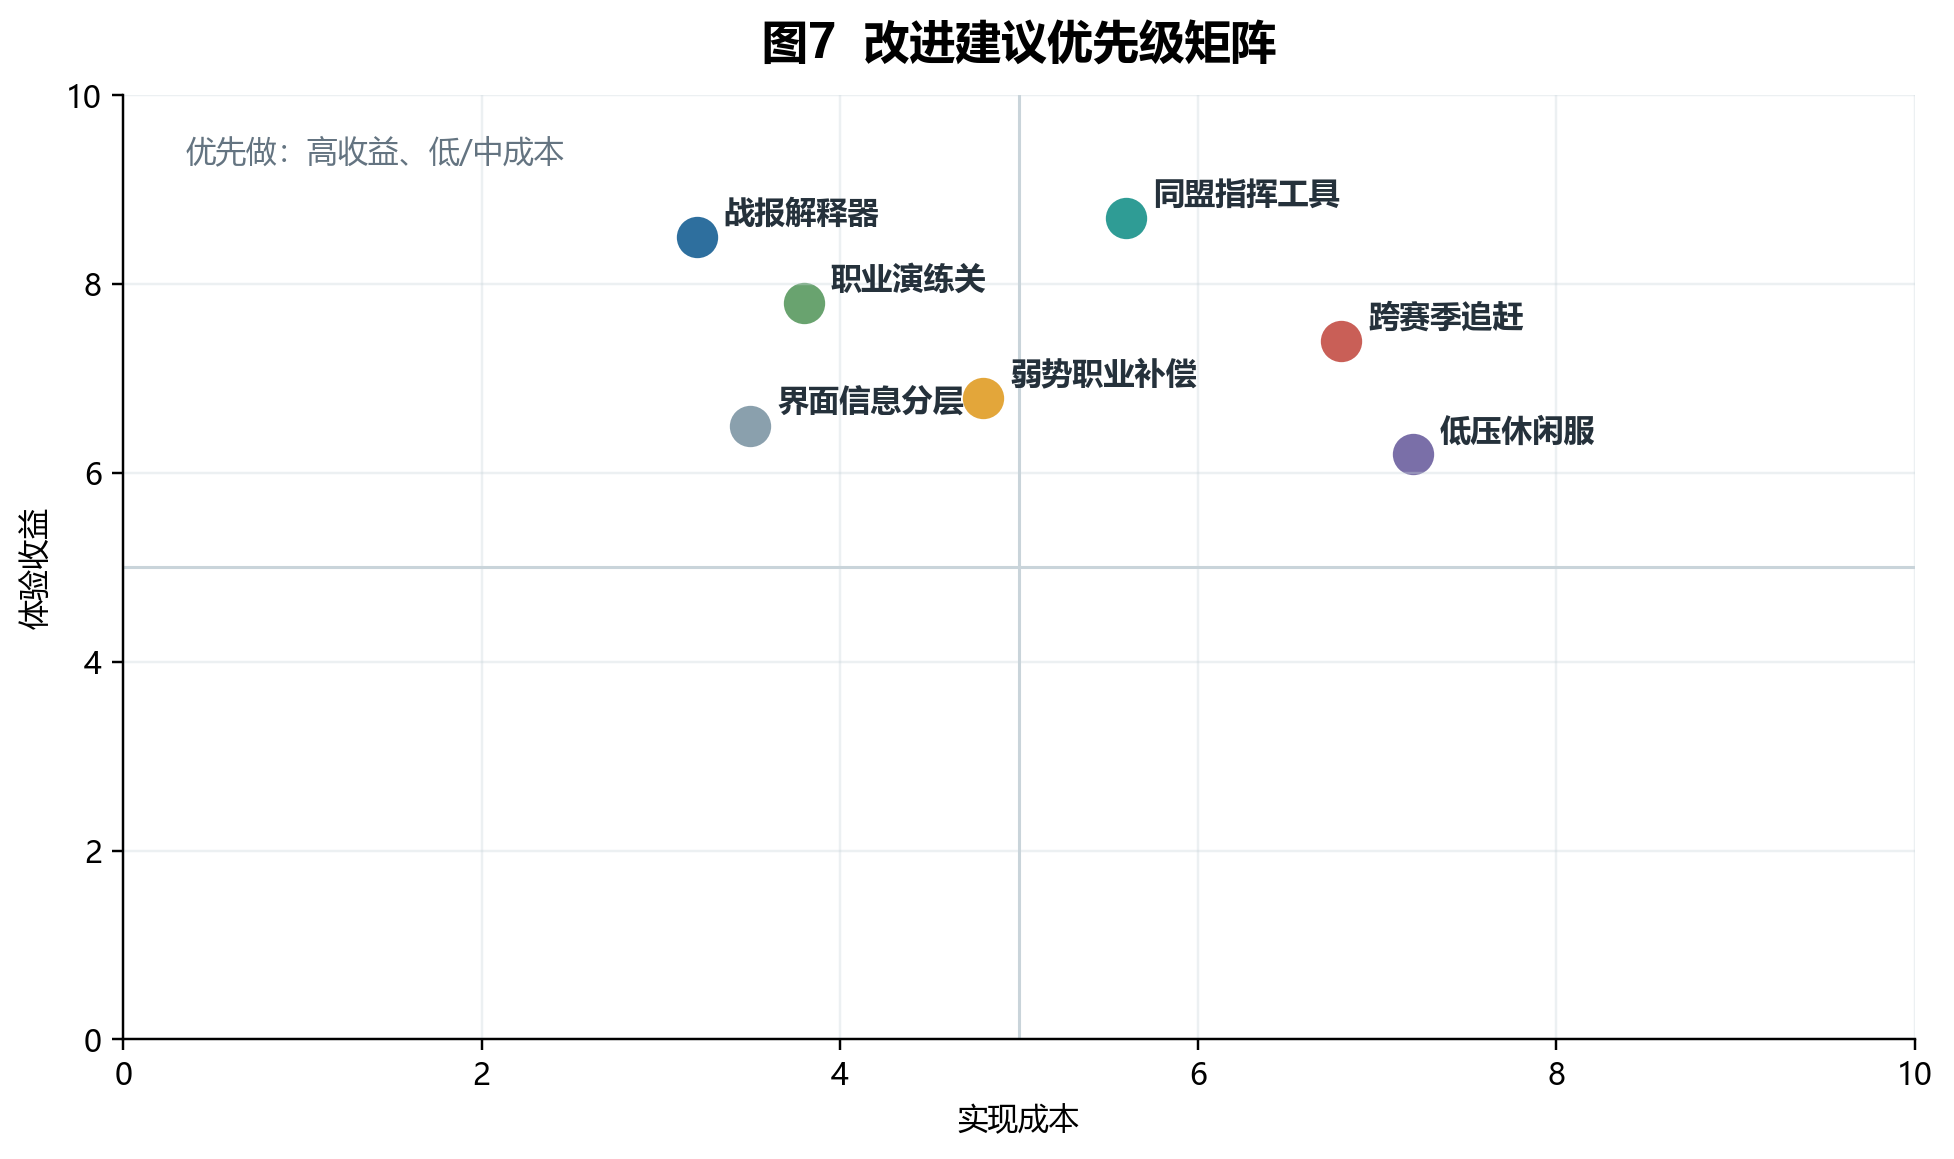 图7 改进建议优先级矩阵
10
优先做：高收益、低/中成本
同盟指挥工具
战报解释器
职业演练关
8
跨赛季追赶
弱势职业补偿
界面信息分层
低压休闲服
6
体验收益
4
2
0
0 2 4 6 8 10
实现成本